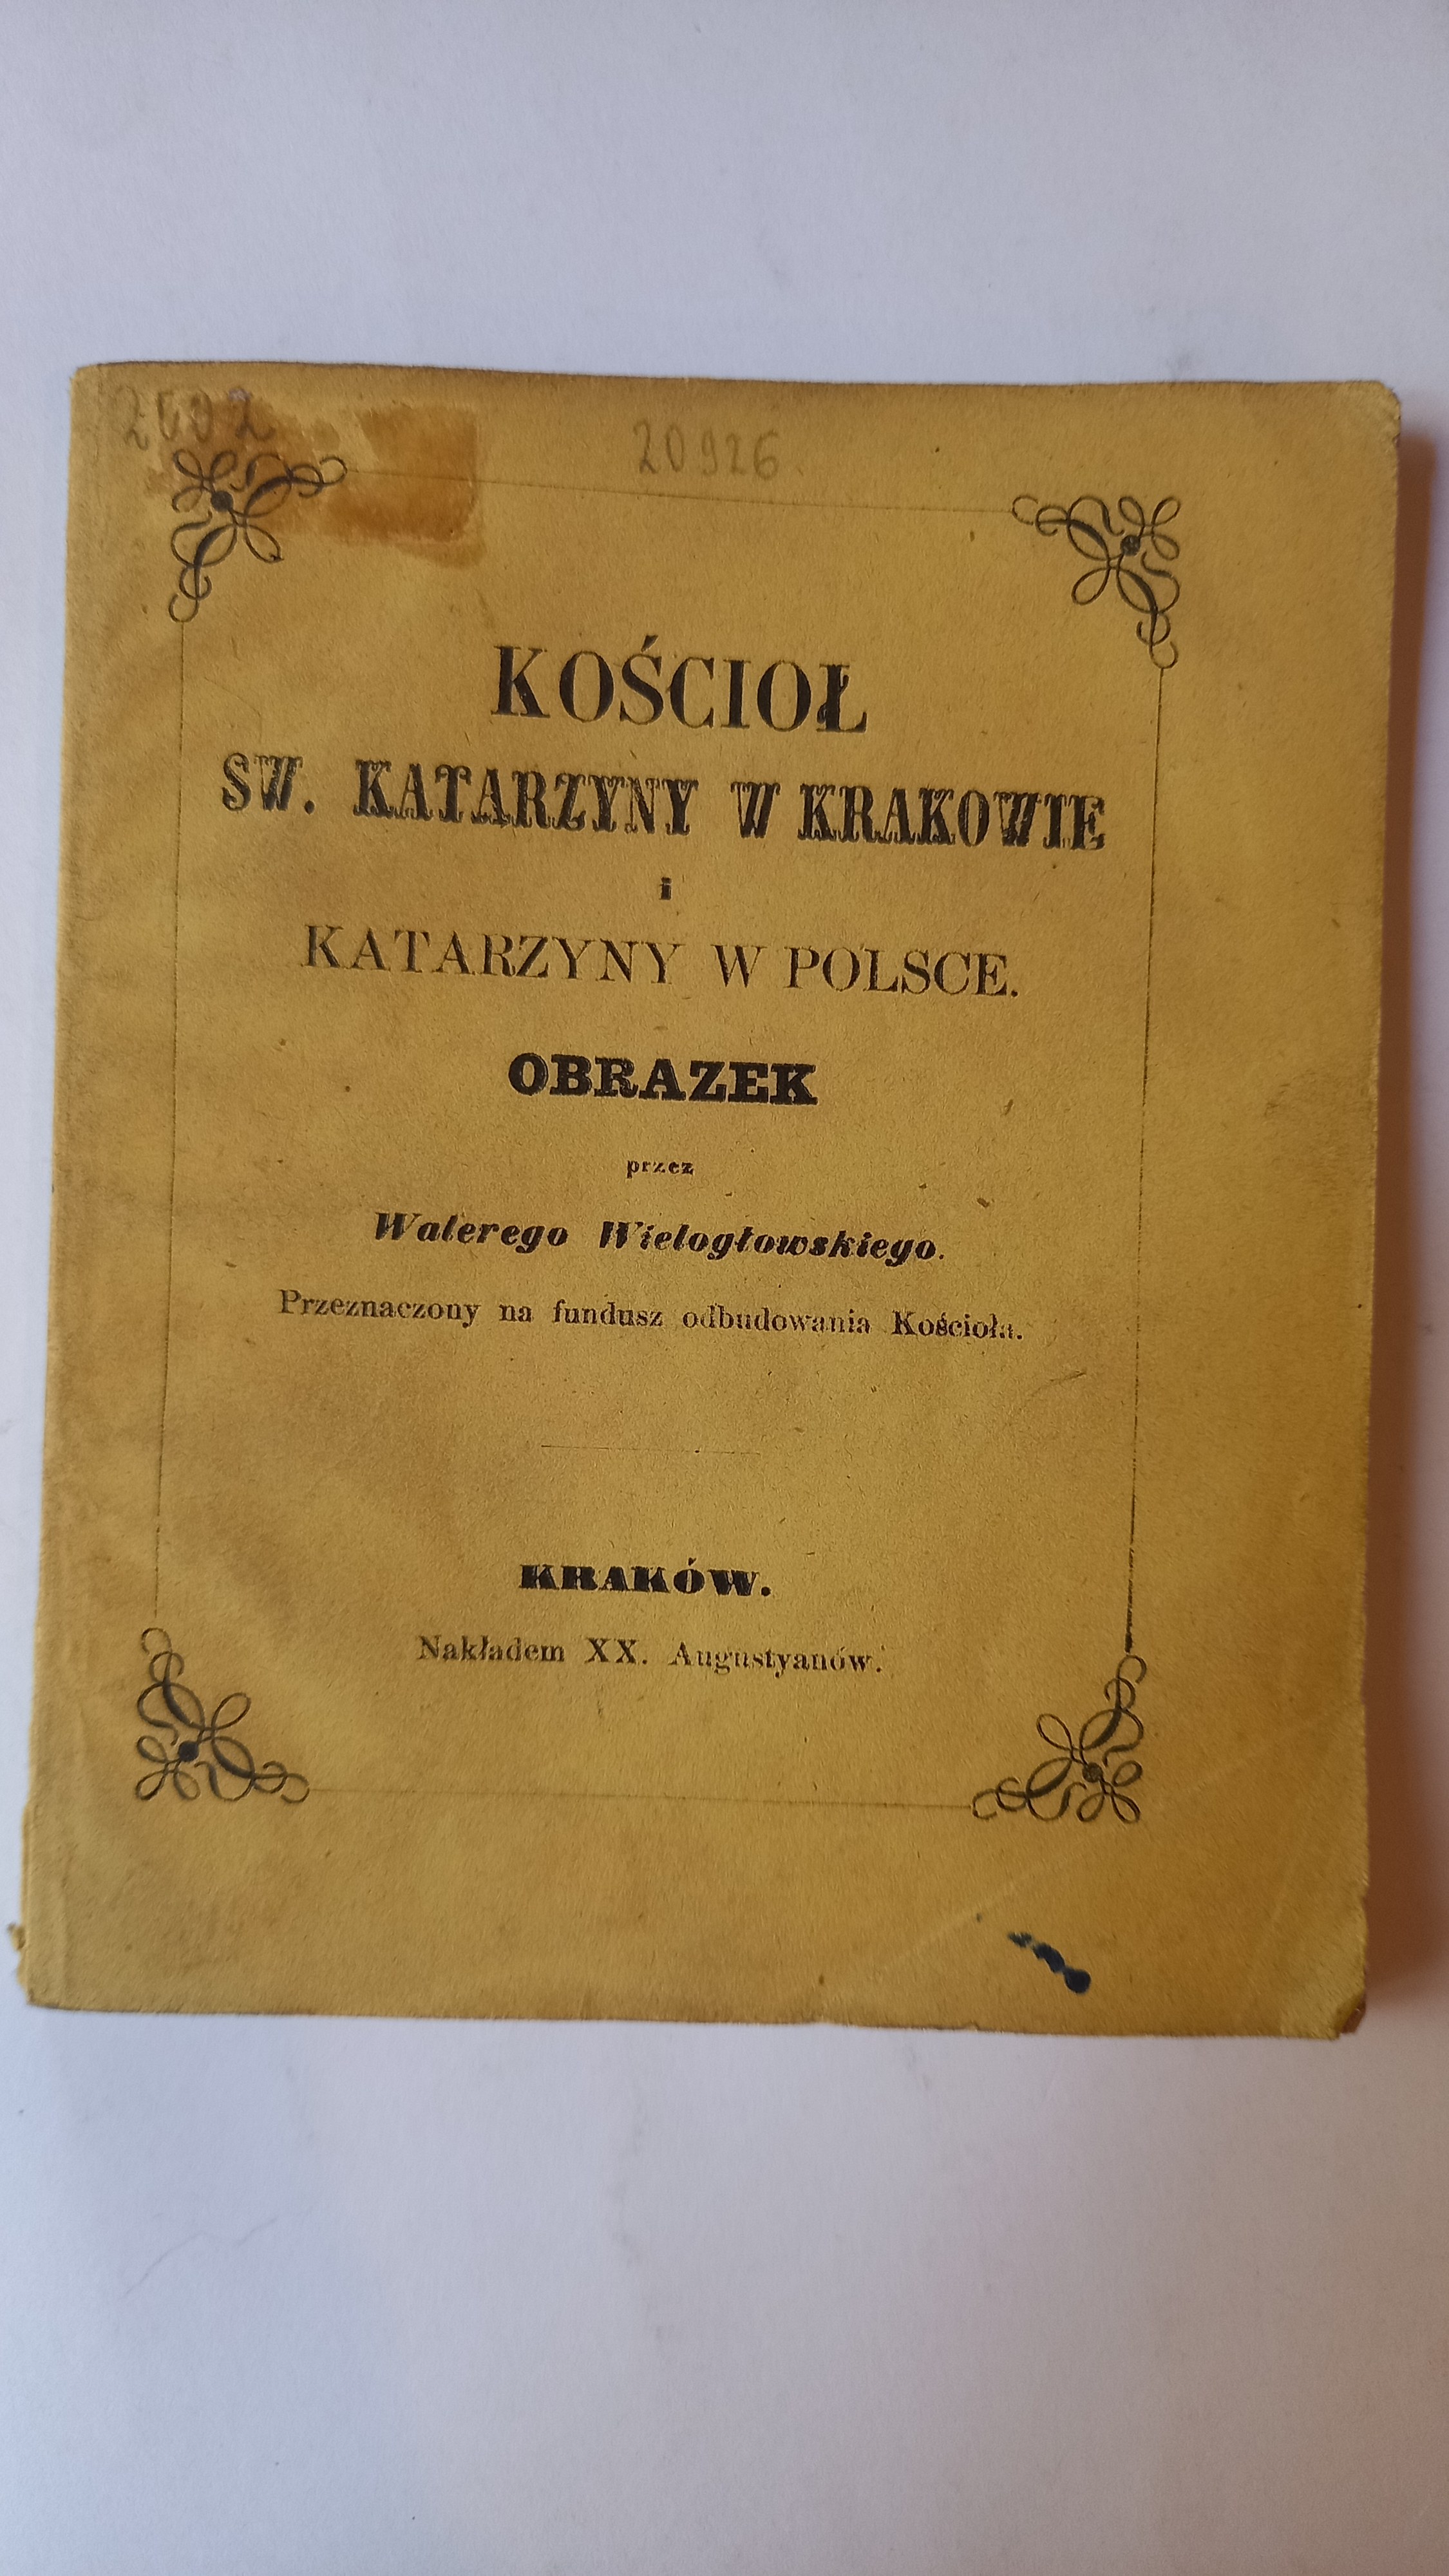 20926
KOŚCIOŁ
SW. KATARZYNY W KRAKOWIE
i
KATARZYNY W POLSCE.
OBRAZEK
przez
Walerego Wielogłowskiego.
Przeznaczony na fundusz odbudowania Kościoła.
KRAKÓW.
Nakładem XX. Augustyanów.